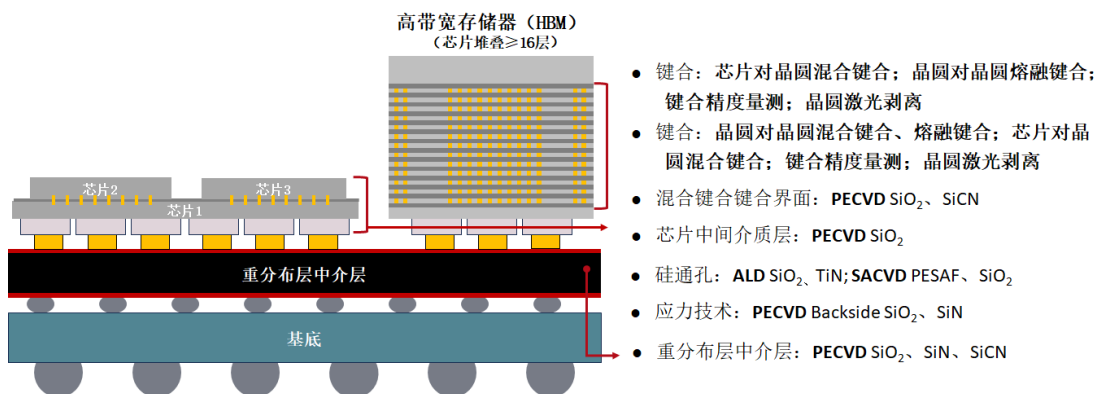 高带宽存储器（HBM）
（芯片堆叠≥16层）
芯片2
芯片3
芯片1
重分布层中介层
基底
● 键合：芯片对晶圆混合键合；晶圆对晶圆熔融键合；
键合精度量测；晶圆激光剥离
● 键合：晶圆对晶圆混合键合、熔融键合；芯片对晶
圆混合键合；键合精度量测；晶圆激光剥离
● 混合键合键合界面：PECVD SiO₂、SiCN
● 芯片中间介质层：PECVD SiO₂
● 硅通孔：ALD SiO₂、TiN; SACVD PESAF、SiO₂
● 应力技术：PECVD Backside SiO₂、SiN
● 重分布层中介层：PECVD SiO₂、SiN、SiCN